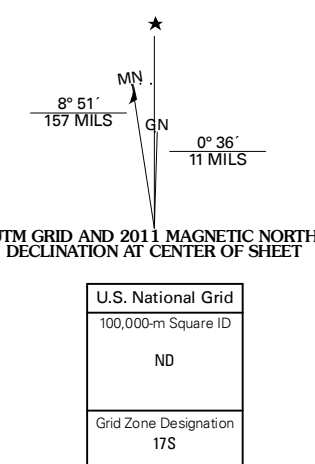 ★
MN
8° 51´
157 MILS
GN
0° 36´
11 MILS
UTM GRID AND 2011 MAGNETIC NORTH
DECLINATION AT CENTER OF SHEET
U.S. National Grid
100,000-m Square ID
ND
Grid Zone Designation
17S